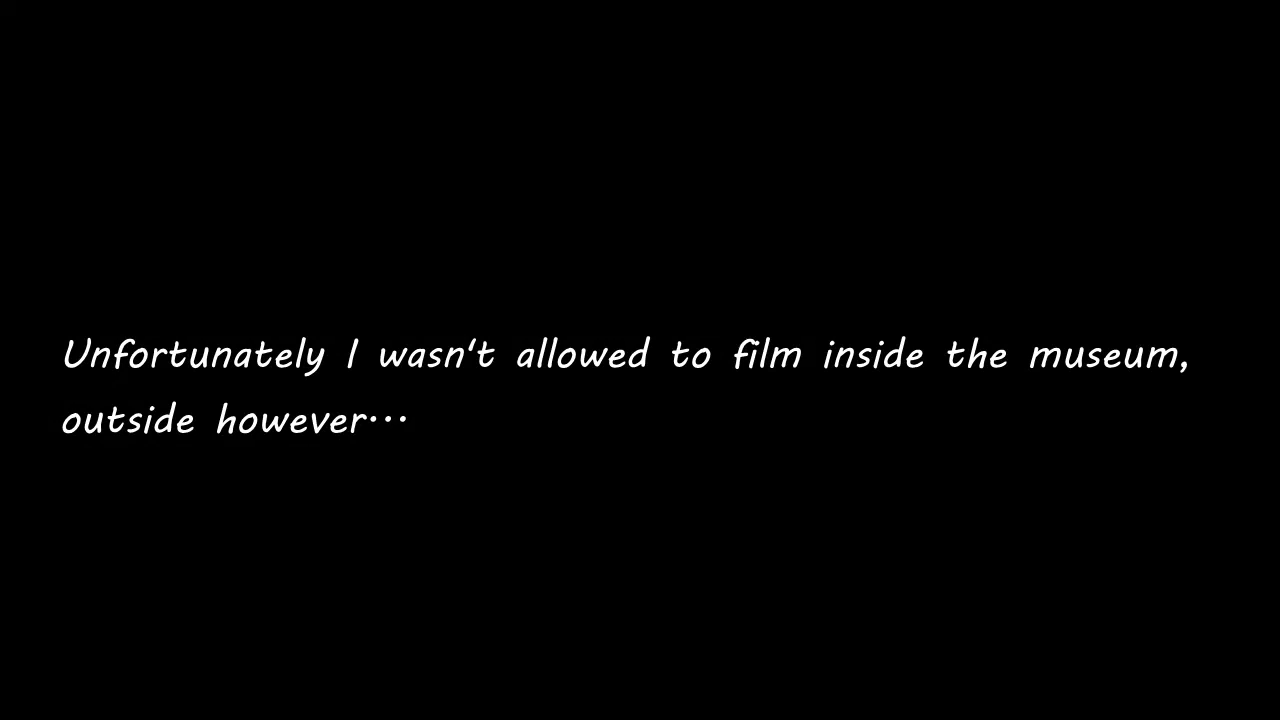 Unfortunately I wasn't allowed to film inside the museum,
outside however...